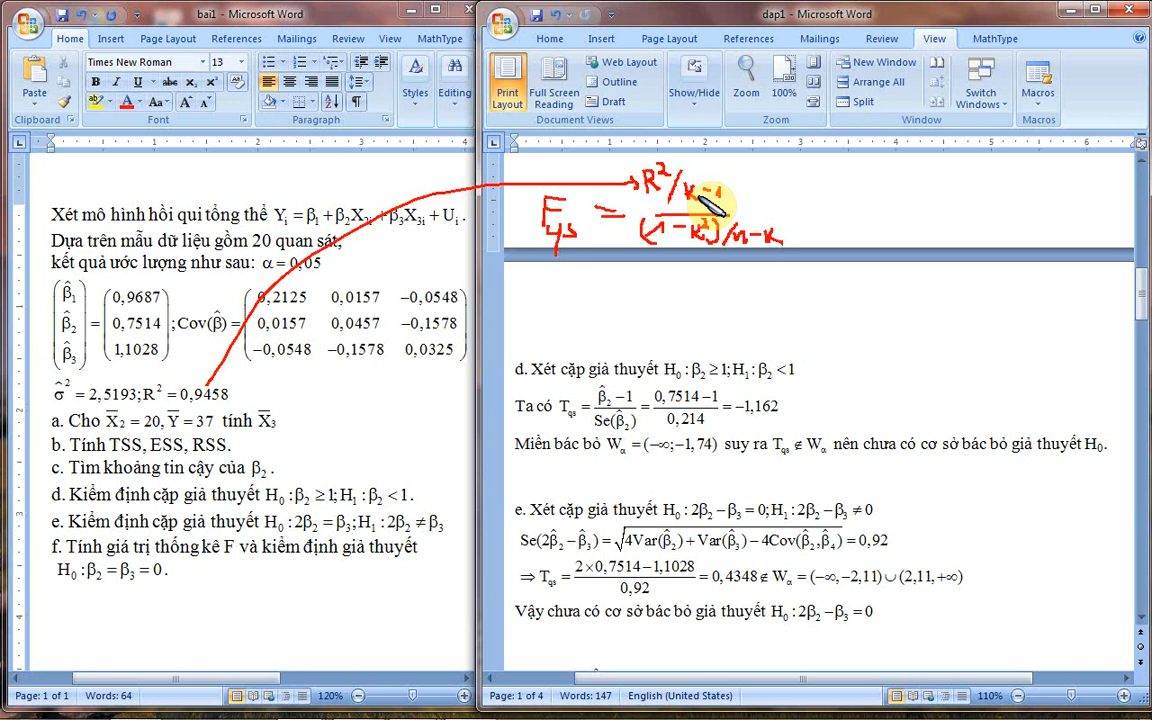 bai1 - Microsoft Word
Home Insert Page Layout References Mailings Review View MathType
Times New Roman 13
Paste
B I U abc x₂ x²
Styles
Editing
Clipboard Font Paragraph
Xét mô hình hồi qui tổng thể Yᵢ = β₁ + β₂X₂ᵢ + β₃X₃ᵢ + Uᵢ .
Dựa trên mẫu dữ liệu gồm 20 quan sát,
kết quả ước lượng như sau: α = 0,05
β̂₁ 0,9687 0,2125 0,0157 −0,0548
β̂₂ = 0,7514 ; Cov(β̂) = 0,0157 0,0457 −0,1578
β̂₃ 1,1028 −0,0548 −0,1578 0,0325
σ̂² = 2,5193; R² = 0,9458
a. Cho X̅₂ = 20, Y̅ = 37 tính X̅₃
b. Tính TSS, ESS, RSS.
c. Tìm khoảng tin cậy của β₂ .
d. Kiểm định cặp giả thuyết H₀ : β₂ ≥ 1; H₁ : β₂ < 1 .
e. Kiểm định cặp giả thuyết H₀ : 2β₂ = β₃; H₁ : 2β₂ ≠ β₃
f. Tính giá trị thống kê F và kiểm định giả thuyết
H₀ : β₂ = β₃ = 0 .
Page: 1 of 1 Words: 64 120%
dap1 - Microsoft Word
Home Insert Page Layout References Mailings Review View MathType
Print Layout
Full Screen Reading
Web Layout
Outline
Draft
Show/Hide
Zoom
100%
New Window
Arrange All
Split
Switch Windows
Macros
Document Views Zoom Window Macros
R²/k-1
F qs =
(1-R²)/n-k
d. Xét cặp giả thuyết H₀ : β₂ ≥ 1; H₁ : β₂ < 1
Ta có T_qs = (β̂₂ − 1)/Se(β̂₂) = (0,7514 − 1)/0,214 = −1,162
Miền bác bỏ W_α = (−∞; −1,74) suy ra T_qs ∉ W_α nên chưa có cơ sở bác bỏ giả thuyết H₀.
e. Xét cặp giả thuyết H₀ : 2β₂ − β₃ = 0; H₁ : 2β₂ − β₃ ≠ 0
Se(2β̂₂ − β̂₃) = √(4Var(β̂₂) + Var(β̂₃) − 4Cov(β̂₂, β̂₄)) = 0,92
⇒ T_qs = (2 × 0,7514 − 1,1028)/0,92 = 0,4348 ∉ W_α = (−∞, −2,11) ∪ (2,11, +∞)
Vậy chưa có cơ sở bác bỏ giả thuyết H₀ : 2β₂ − β₃ = 0
Page: 1 of 4 Words: 147 English (United States) 110%